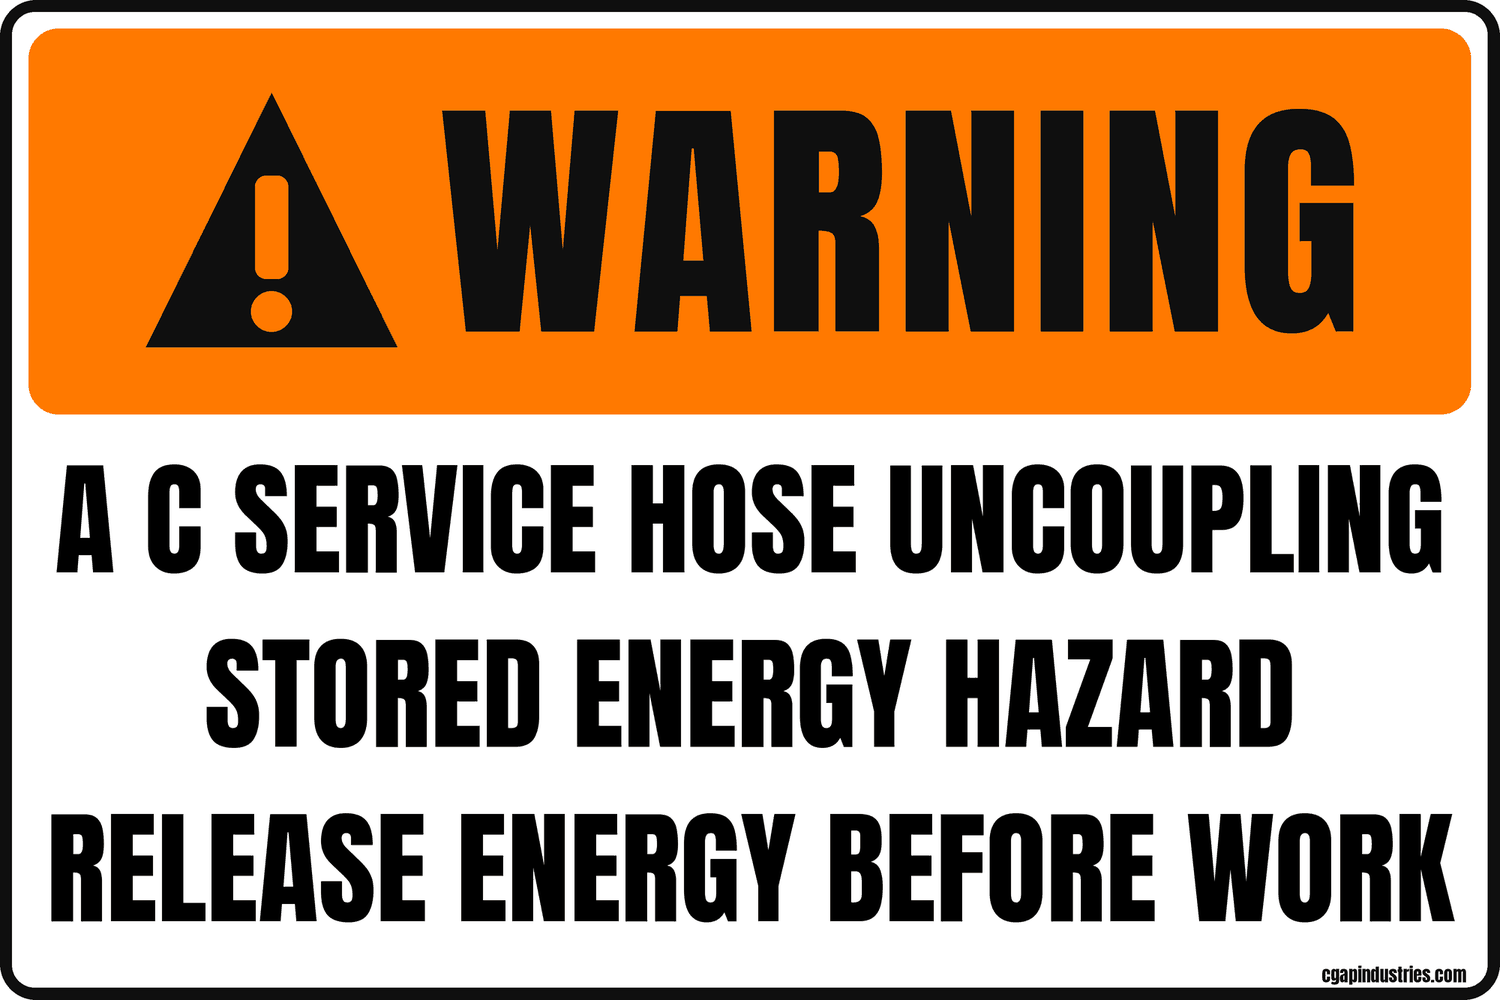 WARNING
A C SERVICE HOSE UNCOUPLING
STORED ENERGY HAZARD
RELEASE ENERGY BEFORE WORK
cgapindustries.com